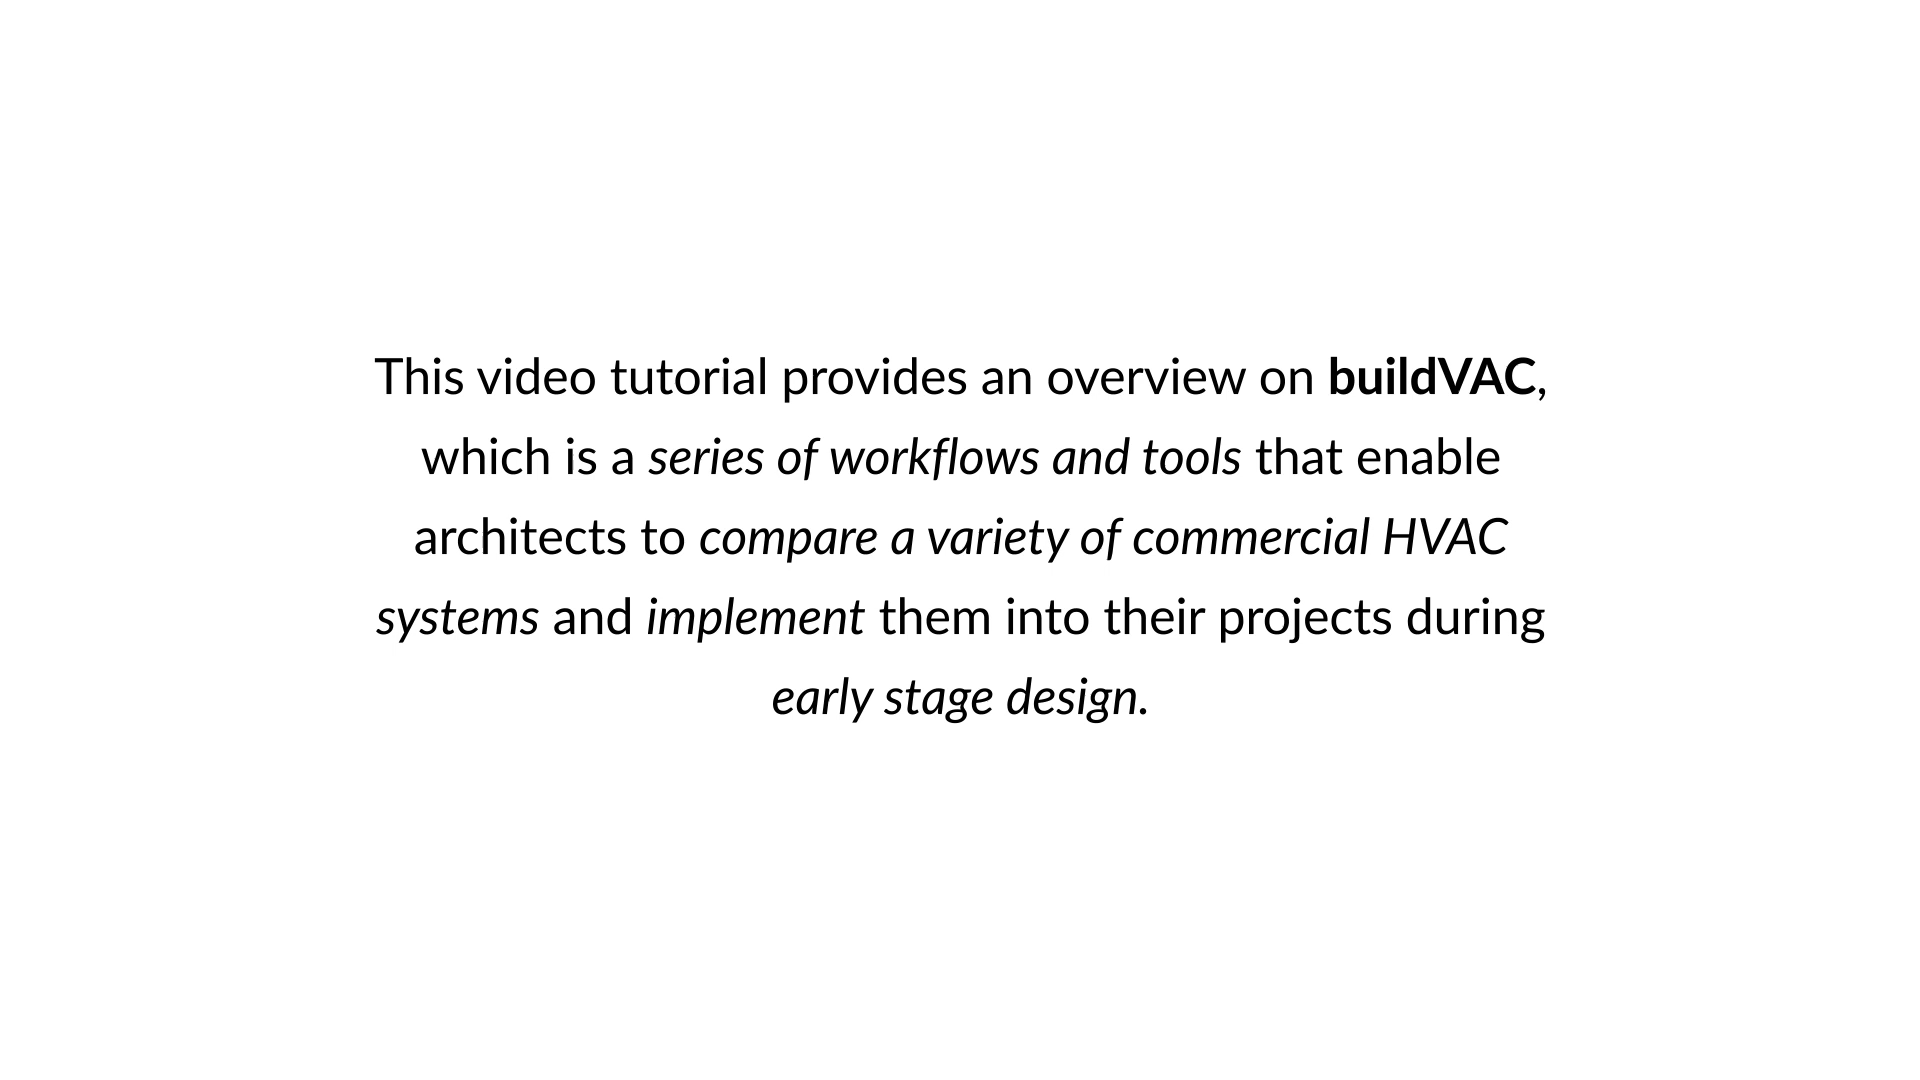 This video tutorial provides an overview on buildVAC,
which is a series of workflows and tools that enable
architects to compare a variety of commercial HVAC
systems and implement them into their projects during
early stage design.